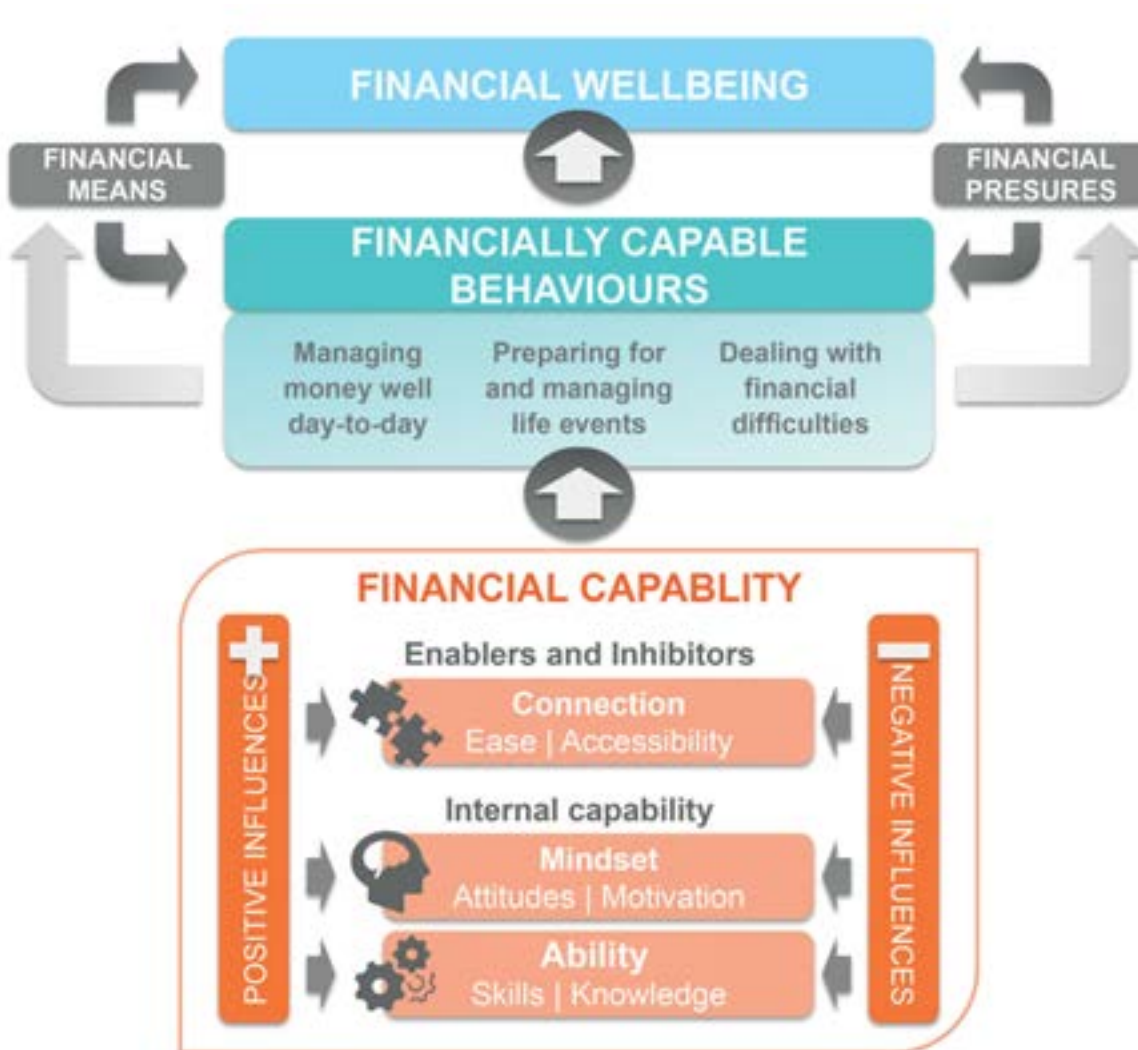 FINANCIAL WELLBEING
FINANCIAL
MEANS
FINANCIAL
PRESURES
FINANCIALLY CAPABLE
BEHAVIOURS
Managing
money well
day-to-day
Preparing for
and managing
life events
Dealing with
financial
difficulties
FINANCIAL CAPABLITY
POSITIVE INFLUENCES
Enablers and Inhibitors
Connection
Ease | Accessibility
Internal capability
Mindset
Attitudes | Motivation
Ability
Skills | Knowledge
NEGATIVE INFLUENCES